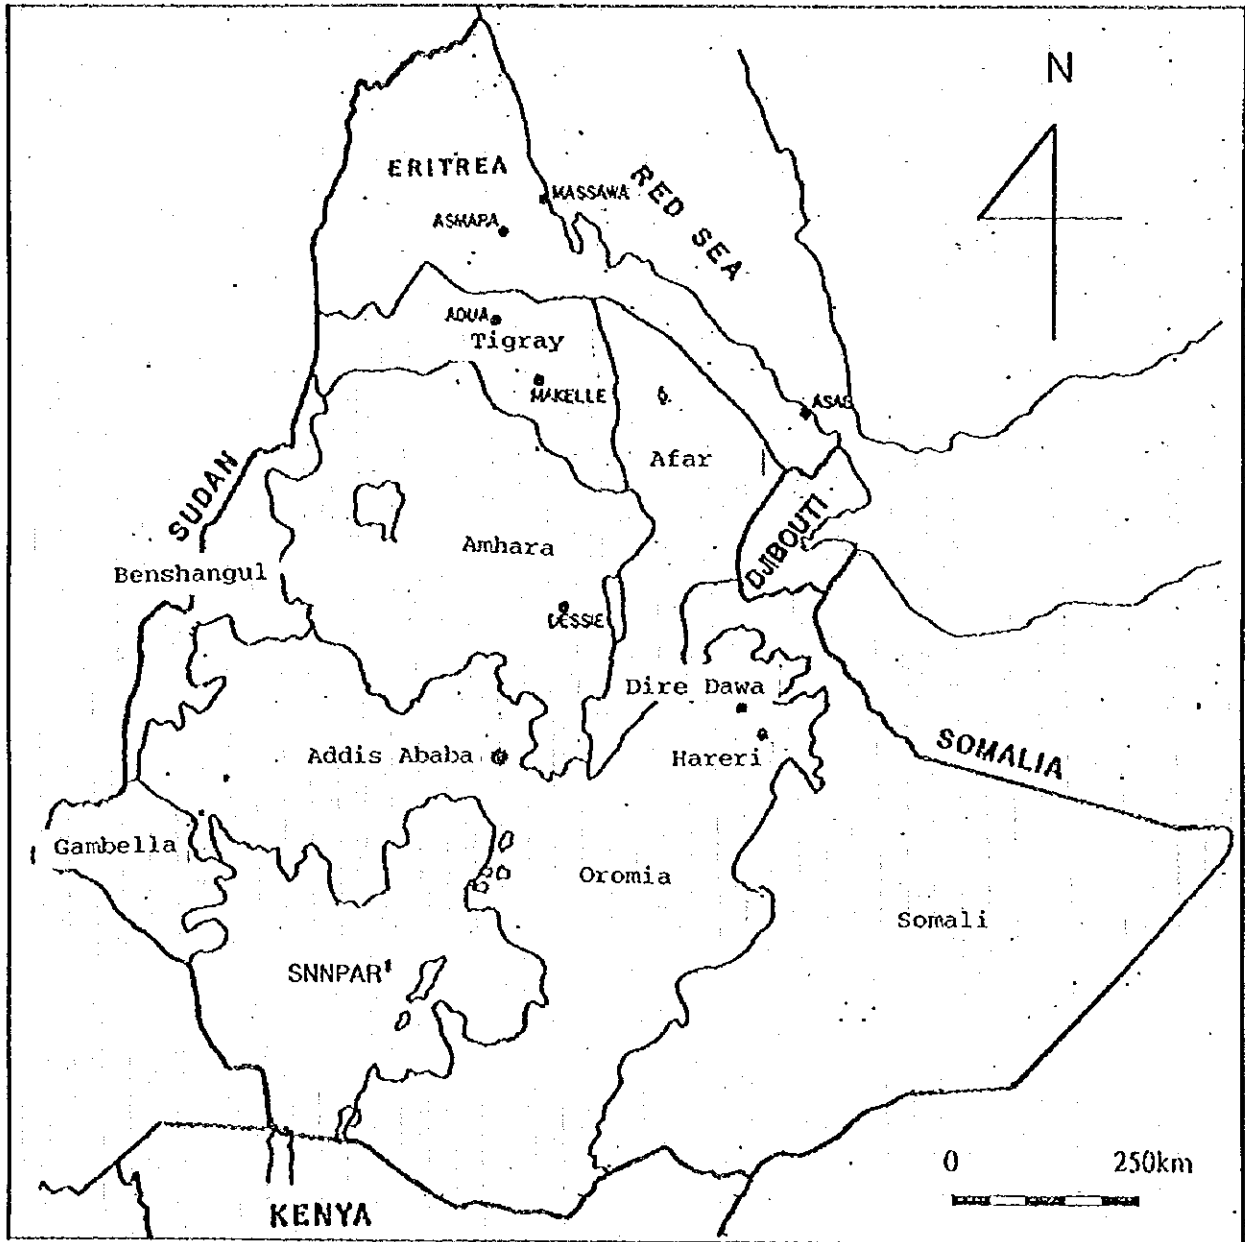 N
ERITREA
MASSAWA
RED SEA
ASMARA
ADUA
Tigray
MAKELLE
ASAB
Afar
SUDAN
Amhara
DJIBOUTI
Benshangul
DESSIE
Dire Dawa
Addis Ababa
Hareri
SOMALIA
Gambella
Oromia
Somali
SNNPAR
0 250km
KENYA